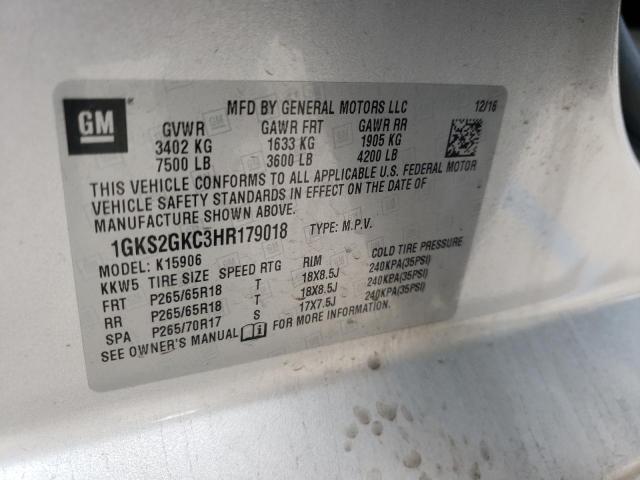 GM
MFD BY GENERAL MOTORS LLC
12/16
GVWR GAWR FRT GAWR RR
3402 KG 1633 KG 1905 KG
7500 LB 3600 LB 4200 LB
THIS VEHICLE CONFORMS TO ALL APPLICABLE U.S. FEDERAL MOTOR
VEHICLE SAFETY STANDARDS IN EFFECT ON THE DATE OF
MANUFACTURE SHOWN ABOVE.
1GKS2GKC3HR179018 TYPE: M.P.V.
MODEL: K15906
KKW5 TIRE SIZE SPEED RTG RIM COLD TIRE PRESSURE
FRT P265/65R18 T 18X8.5J 240KPA(35PSI)
RR P265/65R18 T 18X8.5J 240KPA(35PSI)
SPA P265/70R17 S 17X7.5J 240KPA(35PSI)
SEE OWNER'S MANUAL FOR MORE INFORMATION.